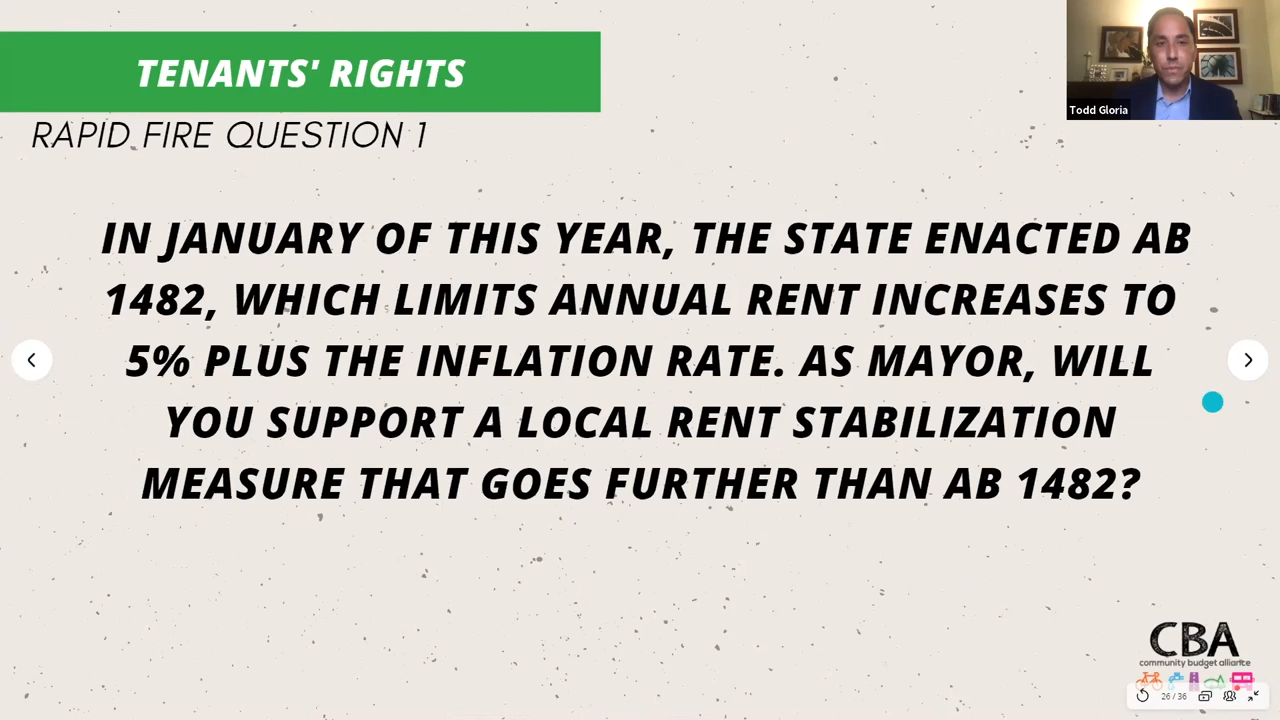 TENANTS' RIGHTS
Todd Gloria
RAPID FIRE QUESTION 1
IN JANUARY OF THIS YEAR, THE STATE ENACTED AB
1482, WHICH LIMITS ANNUAL RENT INCREASES TO
5% PLUS THE INFLATION RATE. AS MAYOR, WILL
YOU SUPPORT A LOCAL RENT STABILIZATION
MEASURE THAT GOES FURTHER THAN AB 1482?
CBA
community budget alliance
26 / 36